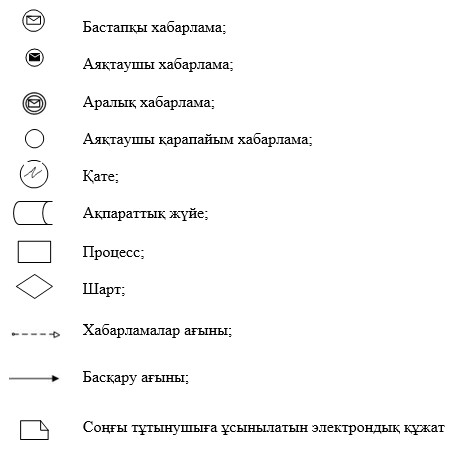 Бастапқы хабарлама;
Аяқтаушы хабарлама;
Аралық хабарлама;
Аяқтаушы қарапайым хабарлама;
Қате;
Ақпараттық жүйе;
Процесс;
Шарт;
Хабарламалар ағыны;
Басқару ағыны;
Соңғы тұтынушыға ұсынылатын электрондық құжат